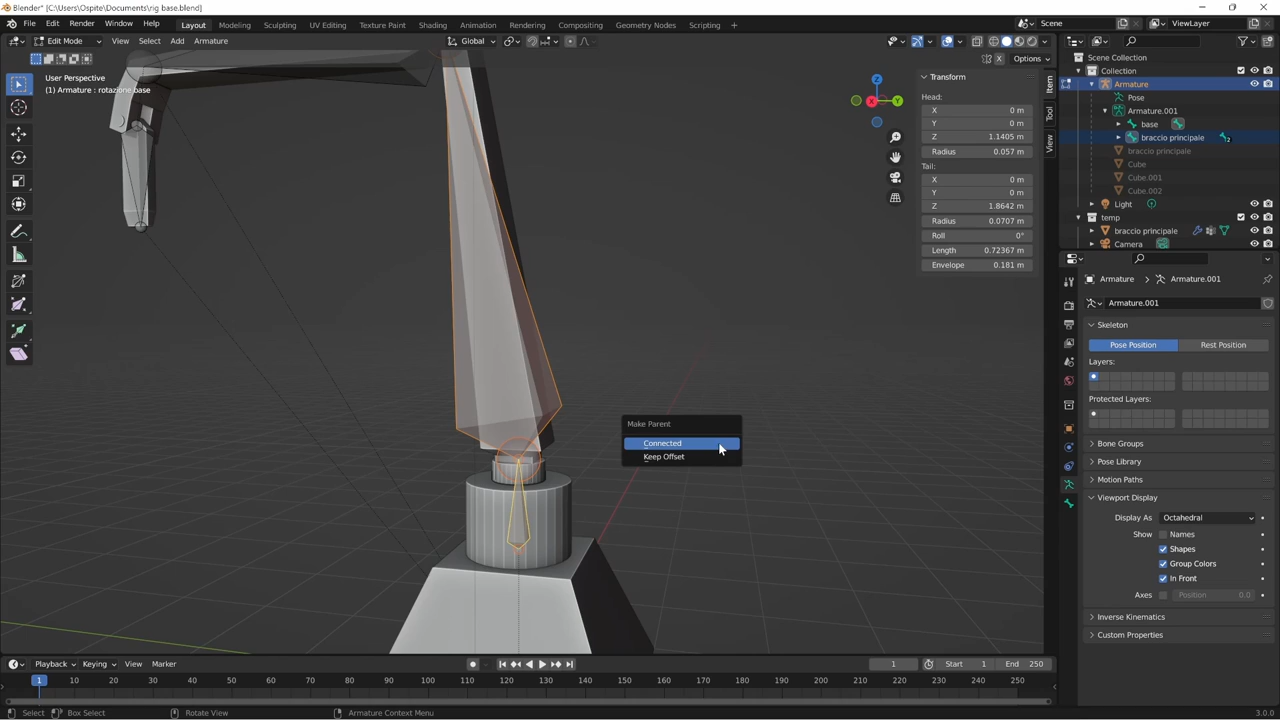 Blender* [C:\Users\Ospite\Documents\rig base.blend]
File Edit Render Window Help Layout Modeling Sculpting UV Editing Texture Paint Shading Animation Rendering Compositing Geometry Nodes Scripting + Scene ViewLayer
Edit Mode View Select Add Armature Global
Options
User Perspective
(1) Armature : rotazione base
Z
Y
X
Transform
Head:
X 0 m
Y 0 m
Z 1.1405 m
Radius 0.057 m
Tail:
X 0 m
Y 0 m
Z 1.8642 m
Radius 0.0707 m
Roll 0°
Length 0.72367 m
Envelope 0.181 m
Item
Tool
View
Make Parent
Connected
Keep Offset
Scene Collection
Collection
Armature
Pose
Armature.001
base
braccio principale
braccio principale
Cube
Cube.001
Cube.002
Light
temp
braccio principale
Camera
Armature Armature.001
Armature.001
Skeleton
Pose Position Rest Position
Layers:
Protected Layers:
Bone Groups
Pose Library
Motion Paths
Viewport Display
Display As Octahedral
Show Names
Shapes
Group Colors
In Front
Axes Position 0.0
Inverse Kinematics
Custom Properties
Playback Keying View Marker 1 Start 1 End 250
1 10 20 30 40 50 60 70 80 90 100 110 120 130 140 150 160 170 180 190 200 210 220 230 240 250
Select Box Select Rotate View Armature Context Menu 3.0.0